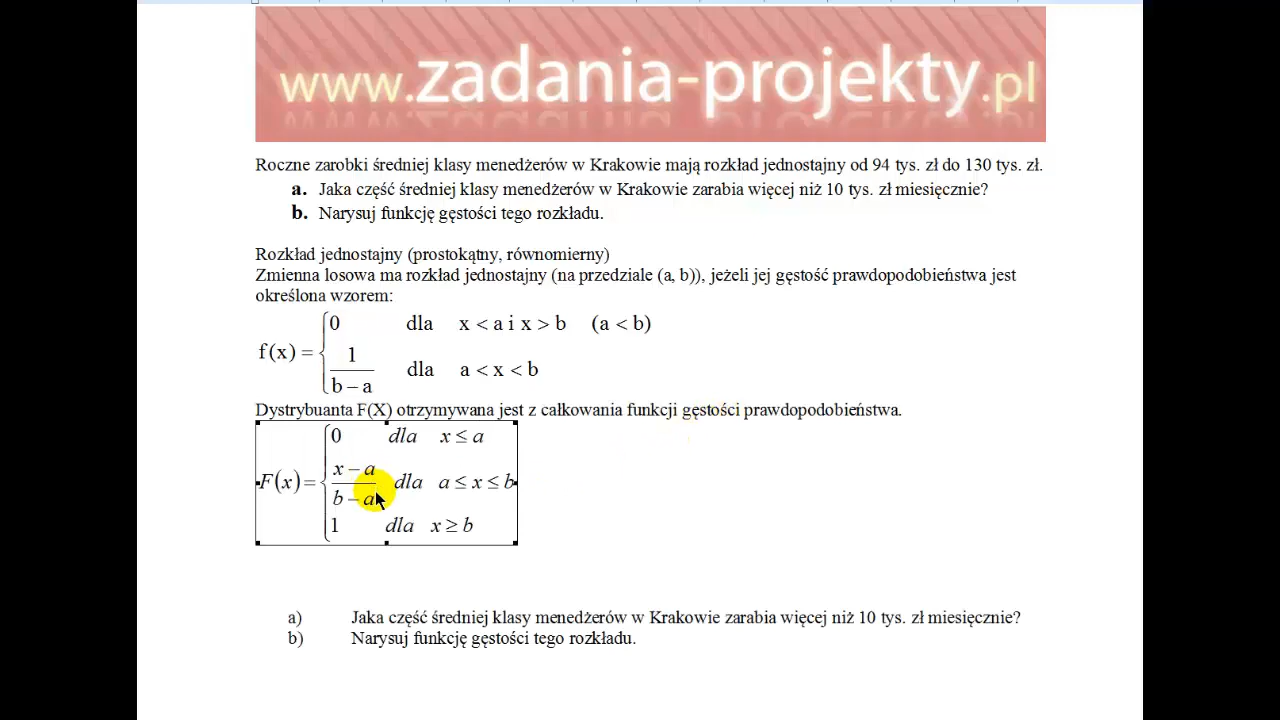 www.zadania-projekty.pl
Roczne zarobki średniej klasy menedżerów w Krakowie mają rozkład jednostajny od 94 tys. zł do 130 tys. zł.
a. Jaka część średniej klasy menedżerów w Krakowie zarabia więcej niż 10 tys. zł miesięcznie?
b. Narysuj funkcję gęstości tego rozkładu.
Rozkład jednostajny (prostokątny, równomierny)
Zmienna losowa ma rozkład jednostajny (na przedziale (a, b)), jeżeli jej gęstość prawdopodobieństwa jest
określona wzorem:
0 dla x < a i x > b (a < b)
f(x) =
1
dla a < x < b
b − a
Dystrybuanta F(X) otrzymywana jest z całkowania funkcji gęstości prawdopodobieństwa.
0 dla x ≤ a
x − a
F(x) = dla a ≤ x ≤ b
b − a
1 dla x ≥ b
a) Jaka część średniej klasy menedżerów w Krakowie zarabia więcej niż 10 tys. zł miesięcznie?
b) Narysuj funkcję gęstości tego rozkładu.